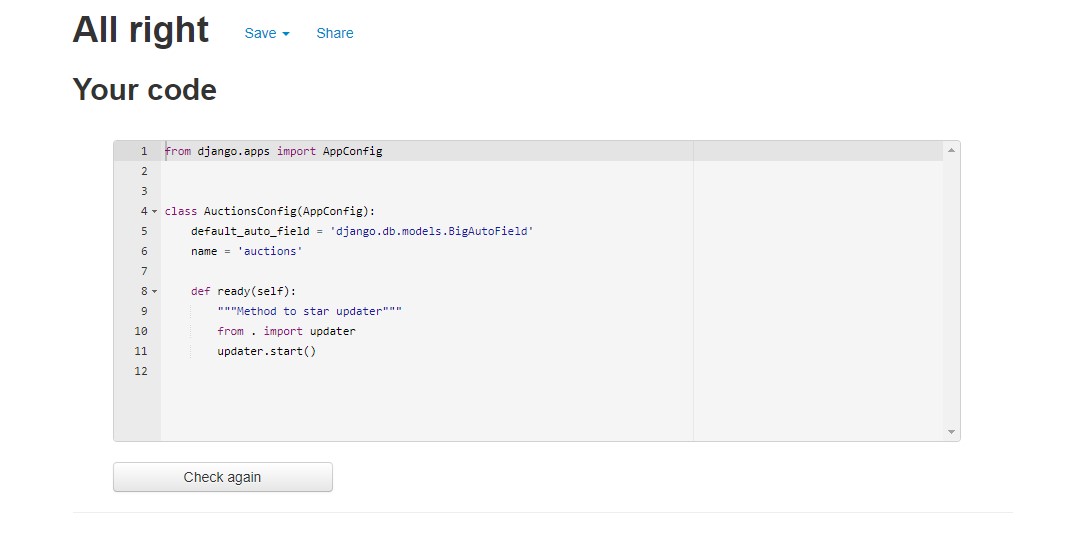 All right Save Share
Your code
1 from django.apps import AppConfig
2
3
4 class AuctionsConfig(AppConfig):
5     default_auto_field = 'django.db.models.BigAutoField'
6     name = 'auctions'
7
8     def ready(self):
9         """Method to star updater"""
10         from . import updater
11         updater.start()
12
Check again